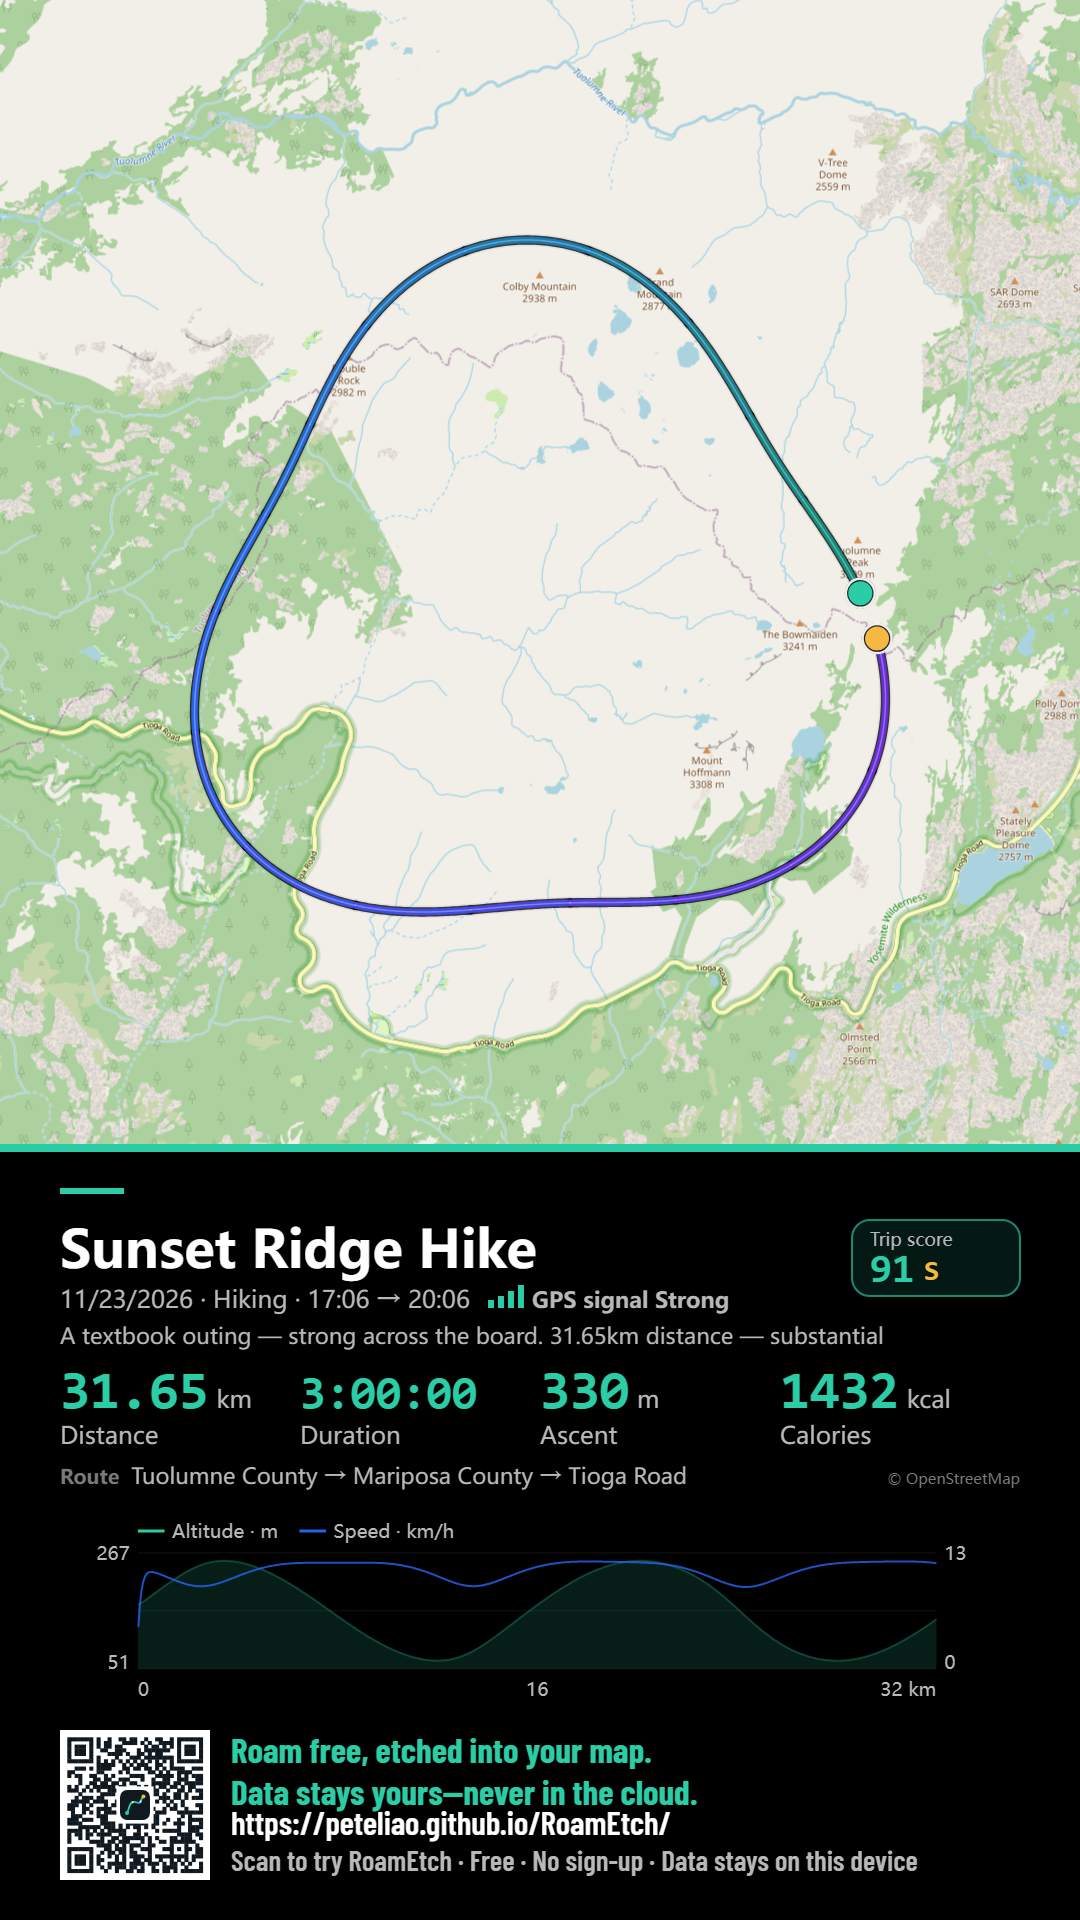 Tuolumne River
Tuolumne River
V-Tree
Dome
2559 m
Colby Mountain
2938 m
SAR Dome
2693 m
Rock
2982 m
Peak
The Bowmaiden
3241 m
Polly Dom
2988 m
Tioga Road
Mount
Hoffmann
3308 m
Stately
Pleasure
Dome
2757 m
Tioga Road
Yosemite Wilderness
Tioga Road
Tioga Road
Tioga Road
Olmsted
Point
2566 m
Sunset Ridge Hike
Trip score
91 S
11/23/2026 · Hiking · 17:06 → 20:06 GPS signal Strong
A textbook outing — strong across the board. 31.65km distance — substantial
31.65 km 3:00:00 330 m 1432 kcal
Distance Duration Ascent Calories
Route Tuolumne County → Mariposa County → Tioga Road © OpenStreetMap
Altitude · m Speed · km/h
267 13
51 0
0 16 32 km
Roam free, etched into your map.
Data stays yours—never in the cloud.
https://peteliao.github.io/RoamEtch/
Scan to try RoamEtch · Free · No sign-up · Data stays on this device